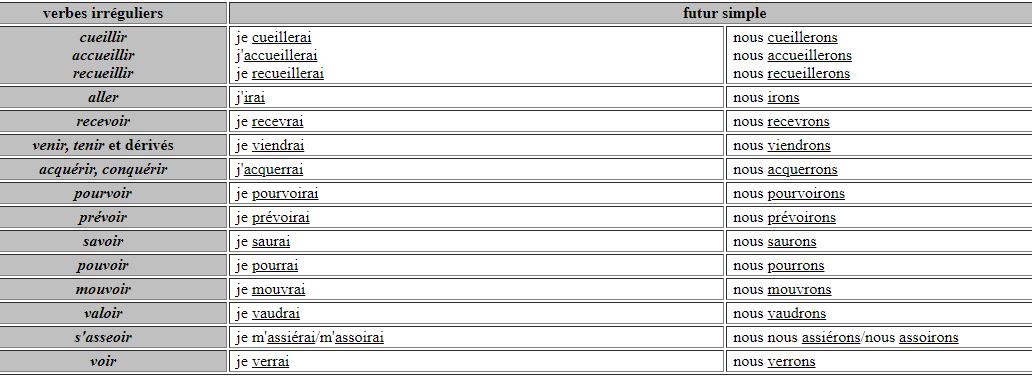 verbes irréguliers futur simple
cueillir je cueillerai nous cueillerons
accueillir j'accueillerai nous accueillerons
recueillir je recueillerai nous recueillerons
aller j'irai nous irons
recevoir je recevrai nous recevrons
venir, tenir et dérivés je viendrai nous viendrons
acquérir, conquérir j'acquerrai nous acquerrons
pourvoir je pourvoirai nous pourvoirons
prévoir je prévoirai nous prévoirons
savoir je saurai nous saurons
pouvoir je pourrai nous pourrons
mouvoir je mouvrai nous mouvrons
valoir je vaudrai nous vaudrons
s'asseoir je m'assiérai/m'assoirai nous nous assiérons/nous assoirons
voir je verrai nous verrons